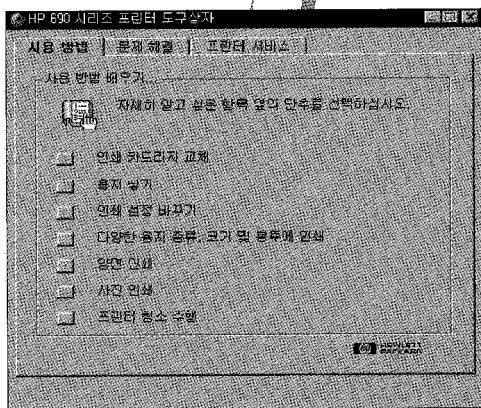 HP 690 시리즈 프린터 도구상자
사용 방법 문제 해결 프린터 서비스
사용 방법 배우기...
자세히 알고 싶은 항목 옆의 단추를 선택하십시오.
인쇄 카트리지 교체
용지 넣기
인쇄 설정 바꾸기
다양한 용지 종류, 크기 및 봉투에 인쇄
양면 인쇄
사진 인쇄
프린터 청소 수행
HEWLETT
PACKARD